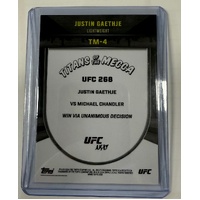 JUSTIN GAETHJE
LIGHTWEIGHT
TM-4
TITANS OF THE MECCA
UFC 268
JUSTIN GAETHJE
VS MICHAEL CHANDLER
WIN VIA UNANIMOUS DECISION
UFC
Topps
UFC